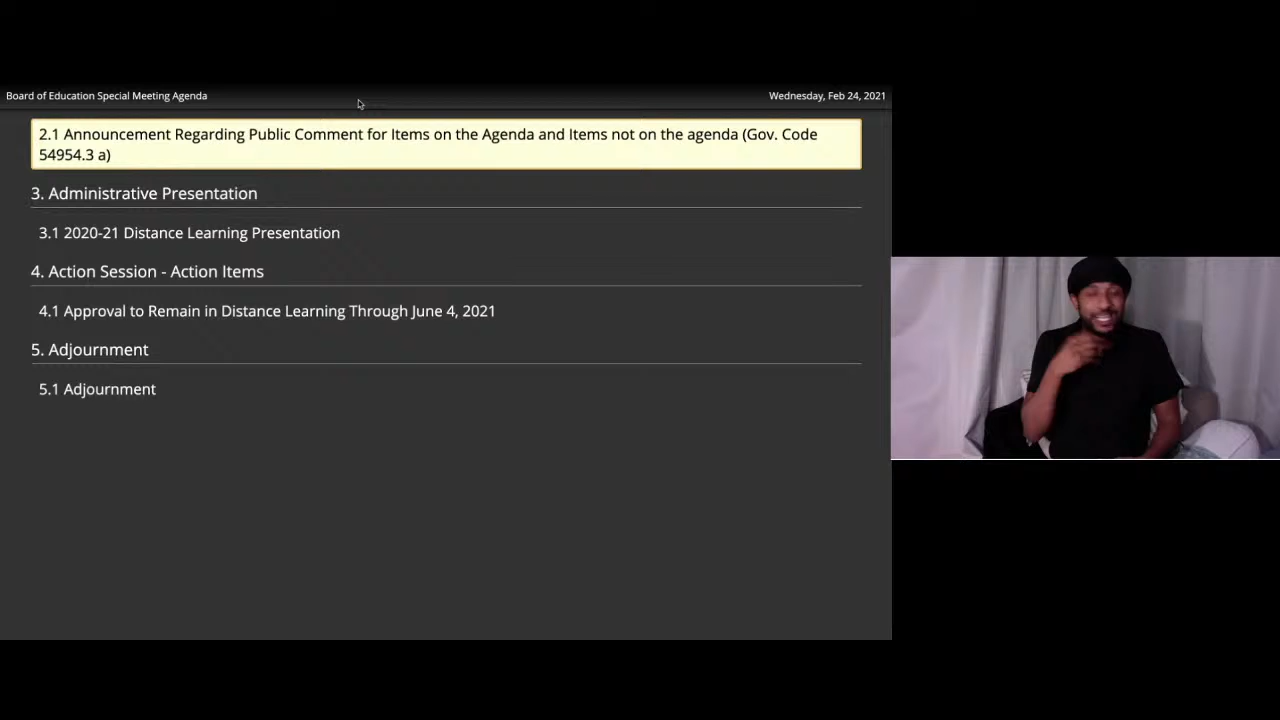 Board of Education Special Meeting Agenda
Wednesday, Feb 24, 2021
2.1 Announcement Regarding Public Comment for Items on the Agenda and Items not on the agenda (Gov. Code
54954.3 a)
3. Administrative Presentation
3.1 2020-21 Distance Learning Presentation
4. Action Session - Action Items
4.1 Approval to Remain in Distance Learning Through June 4, 2021
5. Adjournment
5.1 Adjournment